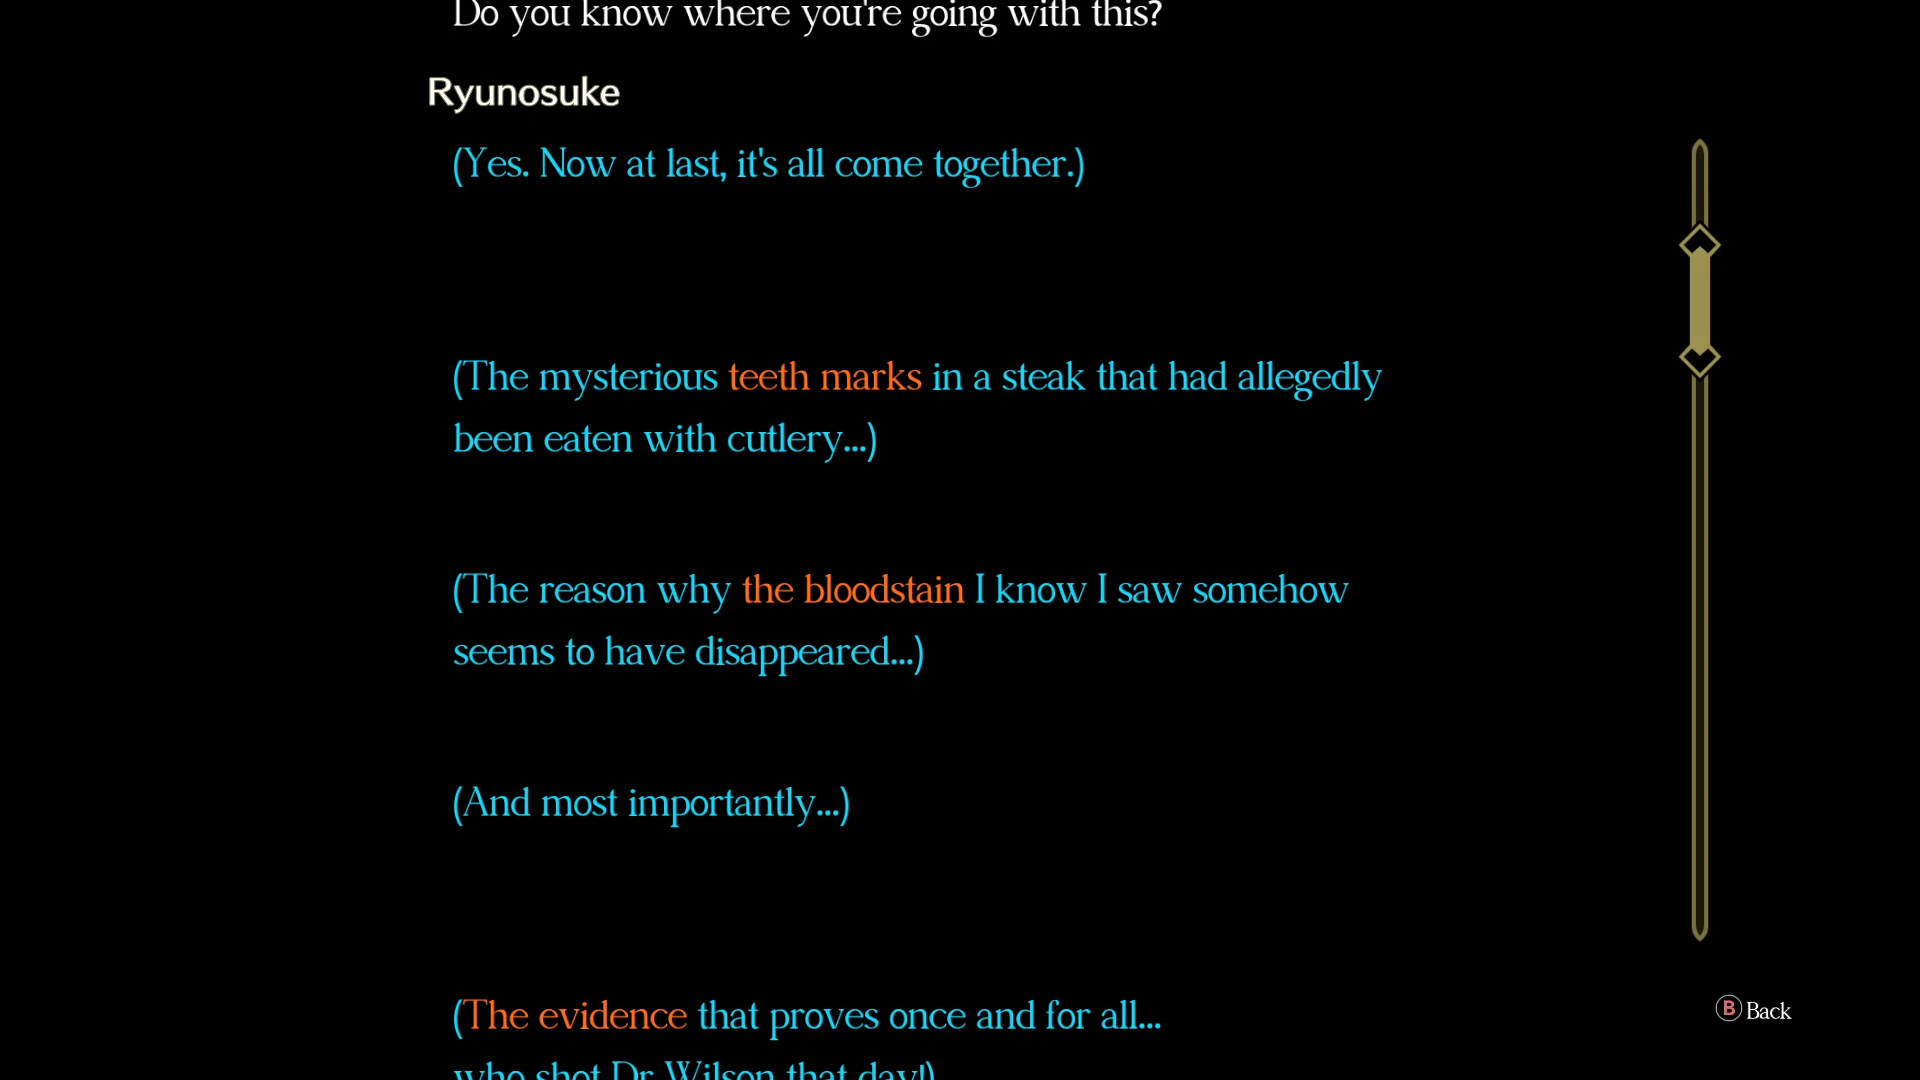 Do you know where you're going with this?
Ryunosuke
(Yes. Now at last, it's all come together.)
(The mysterious teeth marks in a steak that had allegedly
been eaten with cutlery...)
(The reason why the bloodstain I know I saw somehow
seems to have disappeared...)
(And most importantly...)
(The evidence that proves once and for all...
who shot Dr Wilson that day!)
B Back